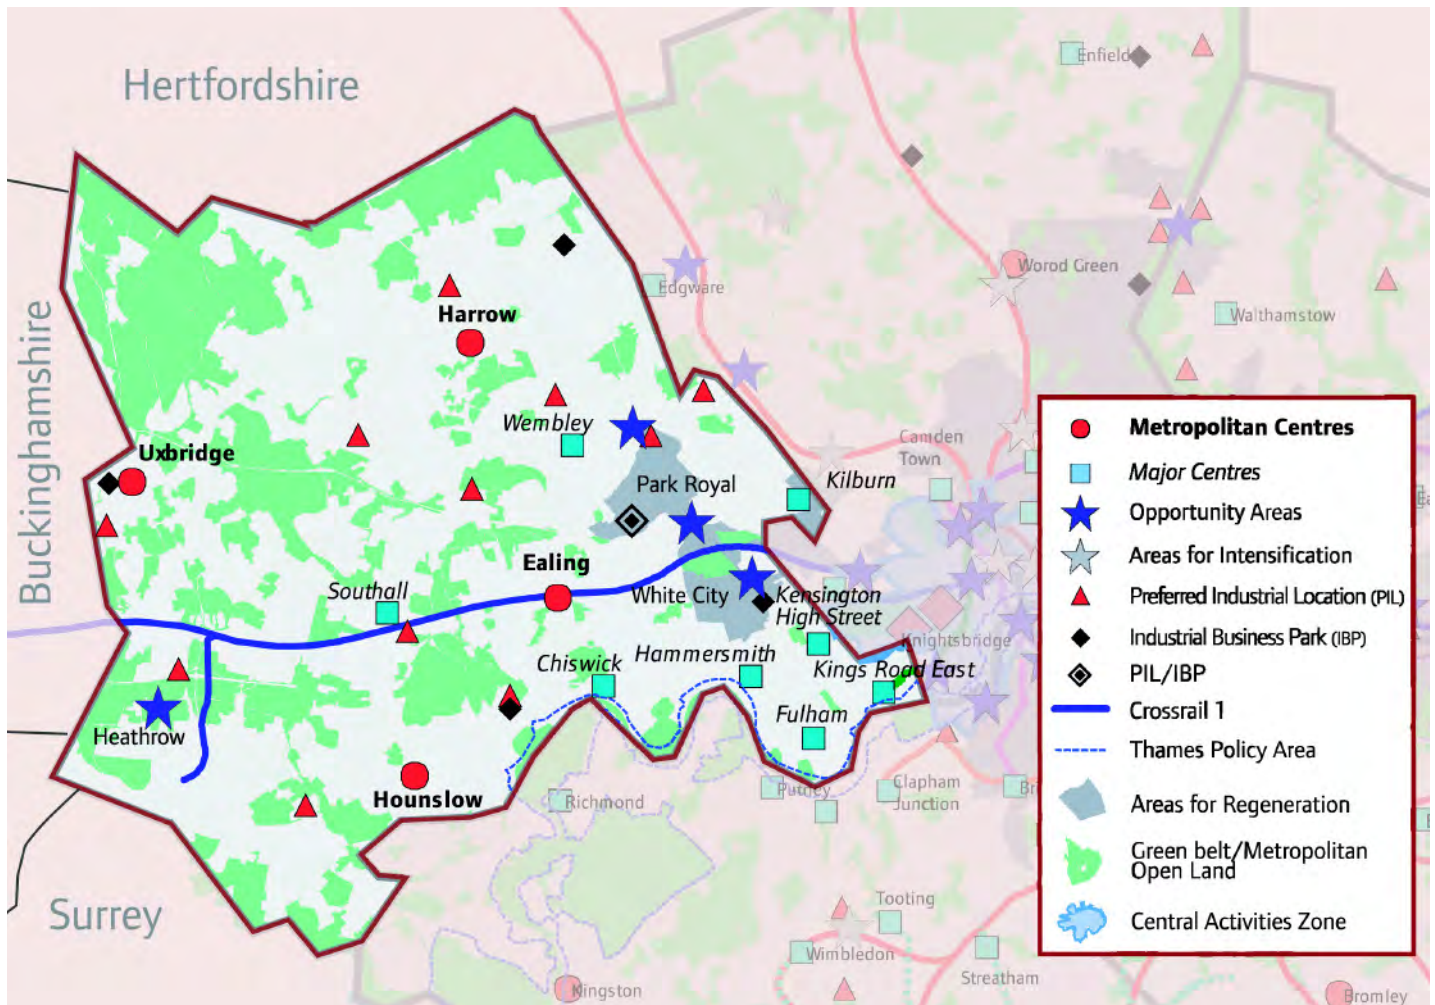 Hertfordshire
Enfield
Buckinghamshire
Edgware
Worod Green
Walthamstow
Harrow
Wembley
Camden
Town
Uxbridge
Park Royal
Kilburn
Ealing
Southall
White City
Kensington
High Street
Knightsbridge
Chiswick
Hammersmith
Kings Road East
Fulham
Heathrow
Hounslow
Richmond
Putney
Clapham
Junction
Surrey
Tooting
Wimbledon
Streatham
Kingston
Bromley
Metropolitan Centres
Major Centres
Opportunity Areas
Areas for Intensification
Preferred Industrial Location (PIL)
Industrial Business Park (IBP)
PIL/IBP
Crossrail 1
Thames Policy Area
Areas for Regeneration
Green belt/Metropolitan
Open Land
Central Activities Zone